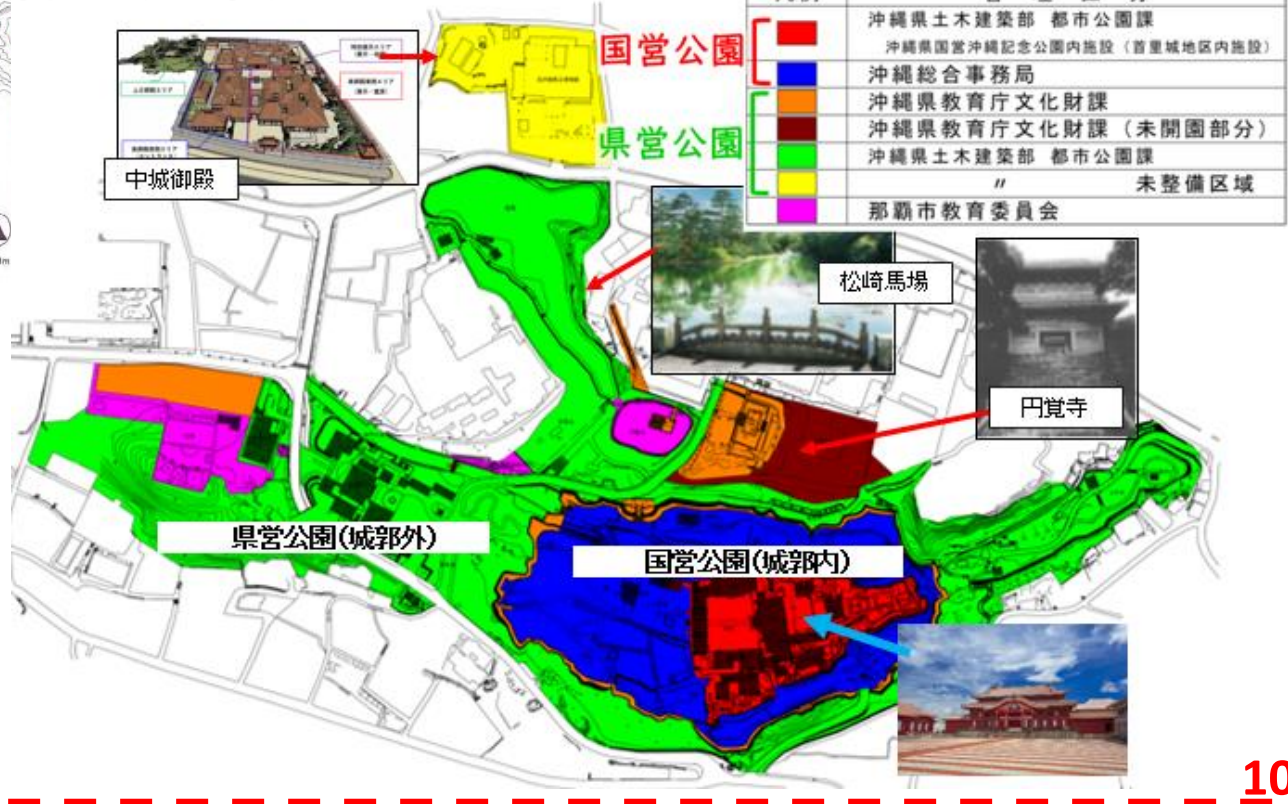 国営公園
県営公園
沖縄県土木建築部 都市公園課
沖縄県国営沖縄記念公園内施設（首里城地区内施設）
沖縄総合事務局
沖縄県教育庁文化財課
沖縄県教育庁文化財課（未開園部分）
沖縄県土木建築部 都市公園課
〃 未整備区域
那覇市教育委員会
中城御殿
松崎馬場
円覚寺
県営公園(城郭外)
国営公園(城郭内)
10